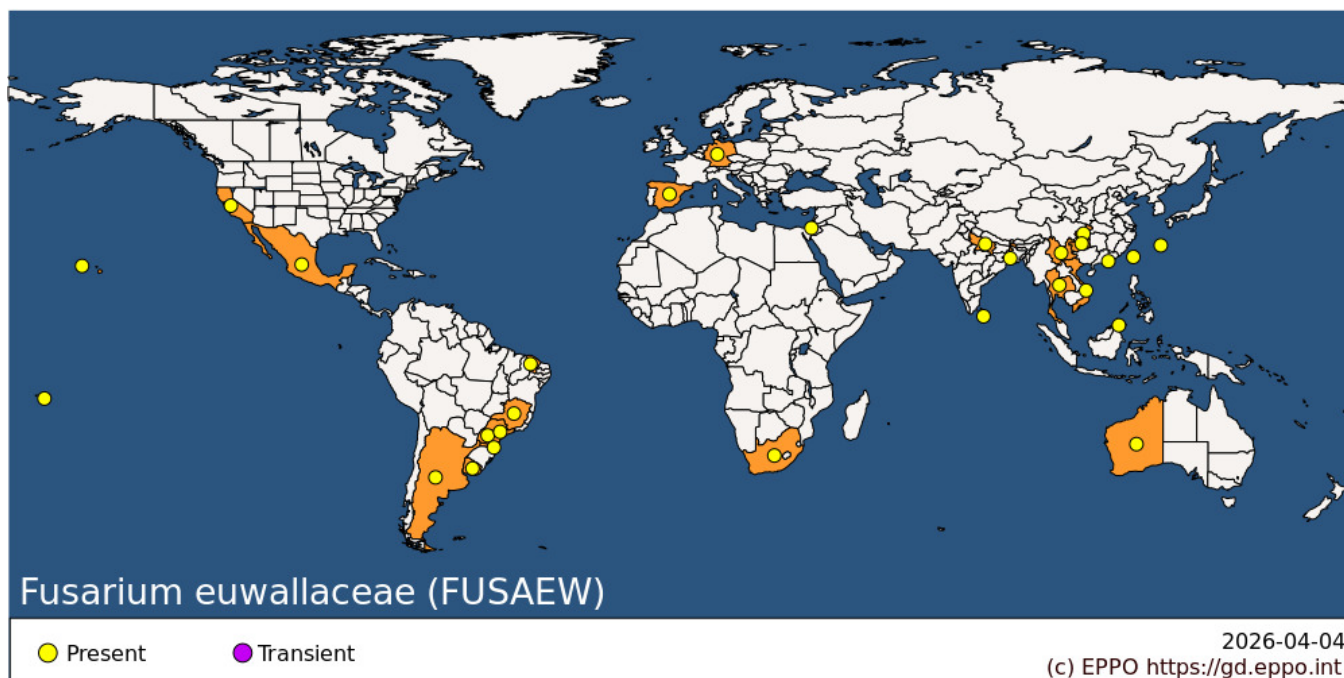 Fusarium euwallaceae (FUSAEW)
Present
Transient
2026-04-04
(c) EPPO https://gd.eppo.int